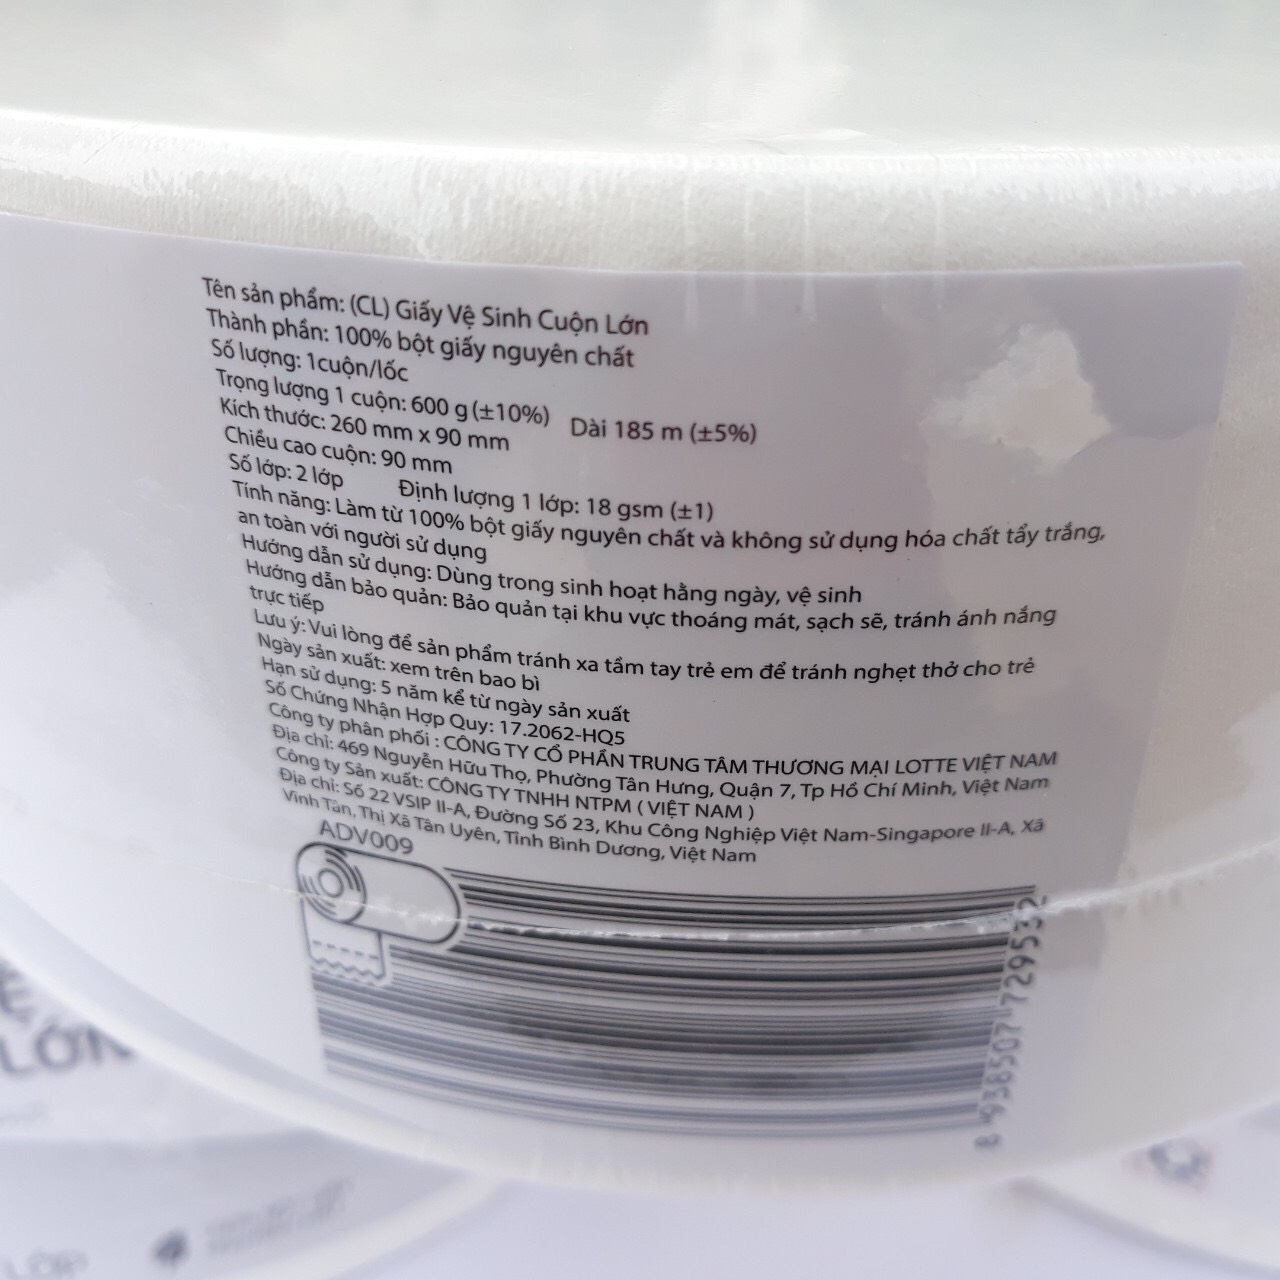 Tên sản phẩm: (CL) Giấy Vệ Sinh Cuộn Lớn
Thành phần: 100% bột giấy nguyên chất
Số lượng: 1cuộn/lốc
Trọng lượng 1 cuộn: 600 g (±10%) Dài 185 m (±5%)
Kích thước: 260 mm x 90 mm
Chiều cao cuộn: 90 mm
Số lớp: 2 lớp Định lượng 1 lớp: 18 gsm (±1)
Tính năng: Làm từ 100% bột giấy nguyên chất và không sử dụng hóa chất tẩy trắng,
an toàn với người sử dụng
Hướng dẫn sử dụng: Dùng trong sinh hoạt hằng ngày, vệ sinh
Hướng dẫn bảo quản: Bảo quản tại khu vực thoáng mát, sạch sẽ, tránh ánh nắng
trực tiếp
Lưu ý: Vui lòng để sản phẩm tránh xa tầm tay trẻ em để tránh nghẹt thở cho trẻ
Ngày sản xuất: xem trên bao bì
Hạn sử dụng: 5 năm kể từ ngày sản xuất
Số Chứng Nhận Hợp Quy: 17.2062-HQ5
Công ty phân phối : CÔNG TY CỔ PHẦN TRUNG TÂM THƯƠNG MẠI LOTTE VIỆT NAM
Địa chỉ: 469 Nguyễn Hữu Thọ, Phường Tân Hưng, Quận 7, Tp Hồ Chí Minh, Việt Nam
Công ty Sản xuất: CÔNG TY TNHH NTPM ( VIỆT NAM )
Địa chỉ: Số 22 VSIP II-A, Đường Số 23, Khu Công Nghiệp Việt Nam-Singapore II-A, Xã
Vĩnh Tân, Thị Xã Tân Uyên, Tỉnh Bình Dương, Việt Nam
ADV009
8 938507 729532
LỚN
LỚP